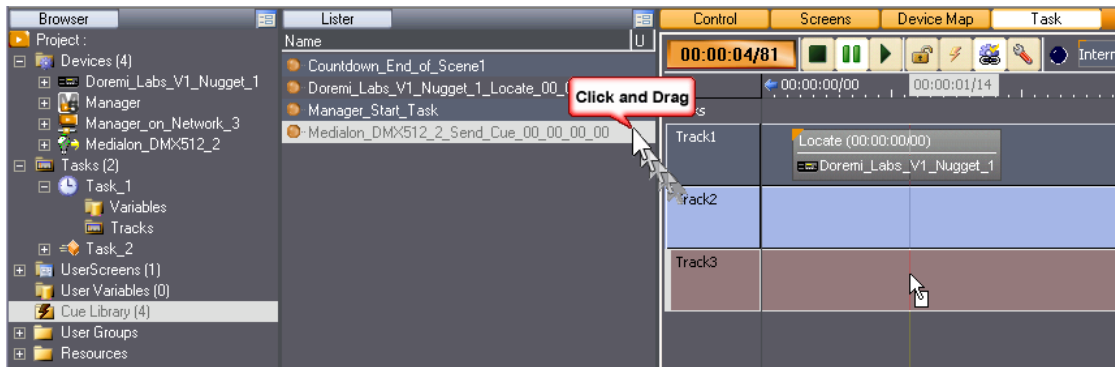 Browser
Project :
Devices (4)
Doremi_Labs_V1_Nugget_1
Manager
Manager_on_Network_3
Medialon_DMX512_2
Tasks (2)
Task_1
Variables
Tracks
Task_2
UserScreens (1)
User Variables (0)
Cue Library (4)
User Groups
Resources
Lister
Name U
Countdown_End_of_Scene1
Doremi_Labs_V1_Nugget_1_Locate_00_
Manager_Start_Task
Medialon_DMX512_2_Send_Cue_00_00_00_00
Click and Drag
Control Screens Device Map Task
00:00:04/81 Intern
00:00:00/00 00:00:01/14
Track1
Locate (00:00:00/00)
Doremi_Labs_V1_Nugget_1
Track2
Track3